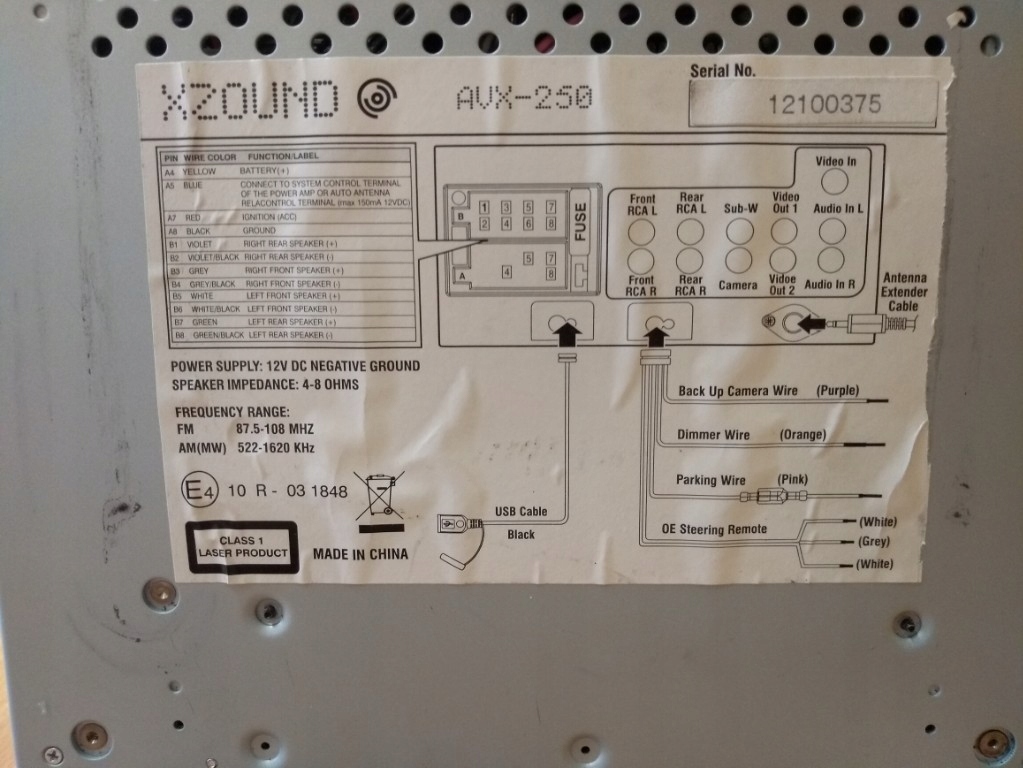 XZOUND AVX-250 Serial No.
12100375
PIN WIRE COLOR FUNCTION/LABEL
A4 YELLOW BATTERY(+)
A5 BLUE CONNECT TO SYSTEM CONTROL TERMINAL
OF THE POWER AMP OR AUTO ANTENNA
RELACONTROL TERMINAL (max 150mA 12VDC)
A7 RED IGNITION (ACC)
A8 BLACK GROUND
B1 VIOLET RIGHT REAR SPEAKER (+)
B2 VIOLET/BLACK RIGHT REAR SPEAKER (-)
B3 GREY RIGHT FRONT SPEAKER (+)
B4 GREY/BLACK RIGHT FRONT SPEAKER (-)
B5 WHITE LEFT FRONT SPEAKER (+)
B6 WHITE/BLACK LEFT FRONT SPEAKER (-)
B7 GREEN LEFT REAR SPEAKER (+)
B8 GREEN/BLACK LEFT REAR SPEAKER (-)
B
1 3 5 7
2 4 6 8
A
5 7
4 8
FUSE
Video In
Front RCA L
Rear RCA L
Sub-W
Video Out 1
Audio In L
Front RCA R
Rear RCA R
Camera
Vidoe Out 2
Audio In R
Antenna
Extender
Cable
POWER SUPPLY: 12V DC NEGATIVE GROUND
SPEAKER IMPEDANCE: 4-8 OHMS
FREQUENCY RANGE:
FM 87.5-108 MHZ
AM(MW) 522-1620 KHz
E4 10 R - 03 1848
CLASS 1
LASER PRODUCT
MADE IN CHINA
USB Cable
Black
Back Up Camera Wire (Purple)
Dimmer Wire (Orange)
Parking Wire (Pink)
OE Steering Remote
(White)
(Grey)
(White)